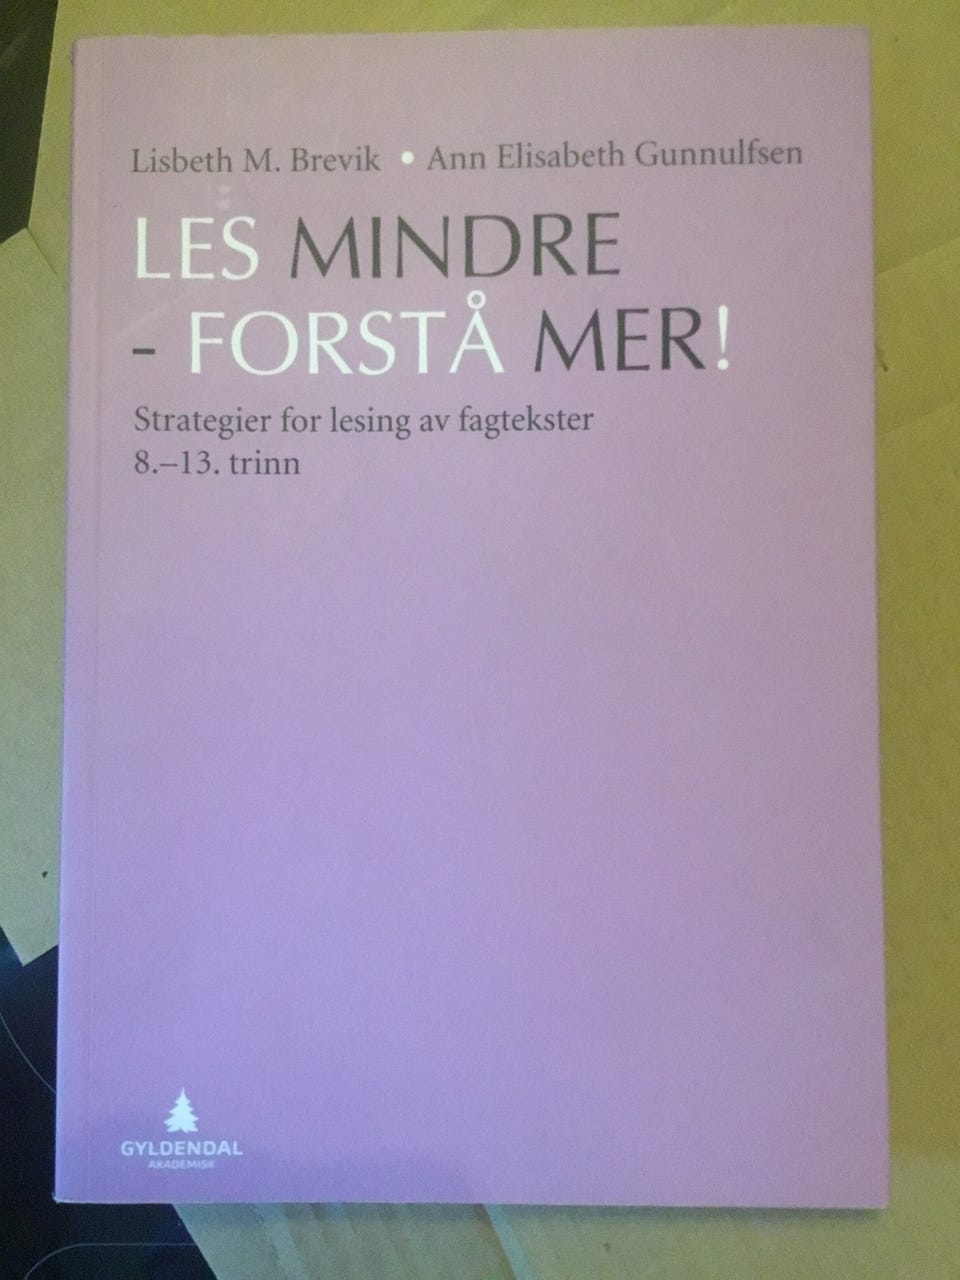 Lisbeth M. Brevik • Ann Elisabeth Gunnulfsen
LES MINDRE
- FORSTÅ MER!
Strategier for lesing av fagtekster
8.–13. trinn
GYLDENDAL
AKADEMISK